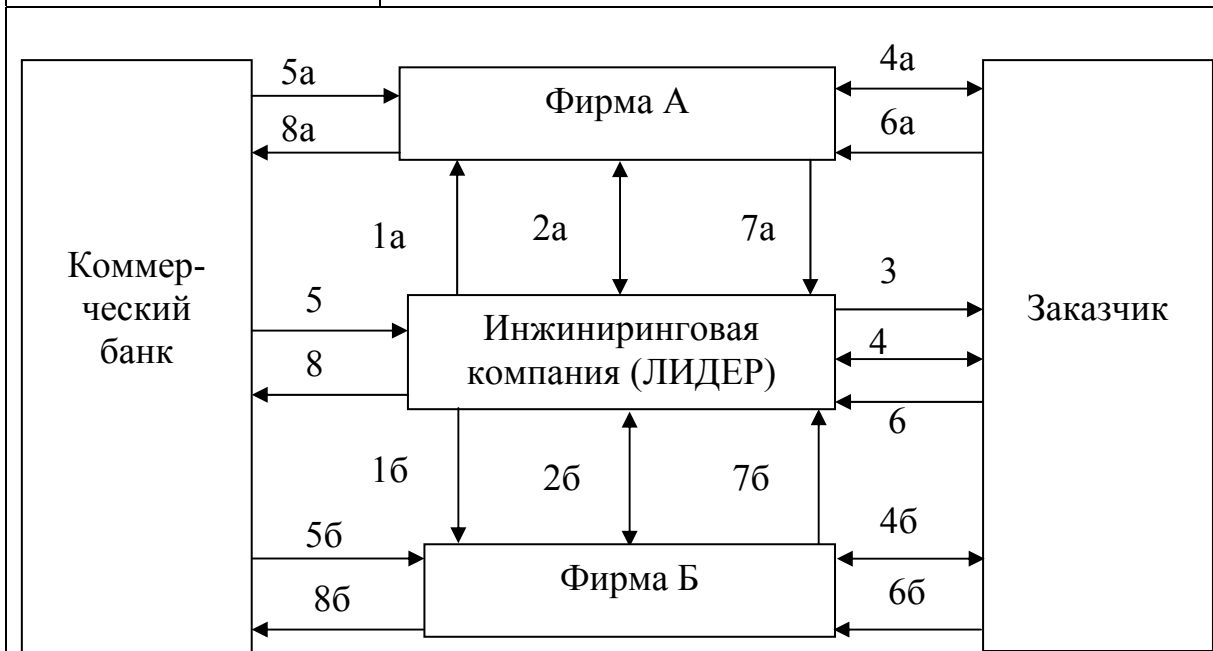 5а
4а
Фирма А
8а
6а
1а
2а
7а
Коммер-
ческий
банк
3
5
Инжиниринговая
компания (ЛИДЕР)
Заказчик
4
8
6
1б
2б
7б
5б
4б
Фирма Б
8б
6б